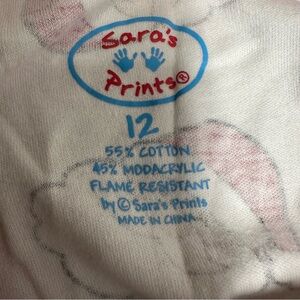 Sara's
Prints®
12
55% COTTON
45% MODACRYLIC
FLAME RESISTANT
by © Sara's Prints
MADE IN CHINA